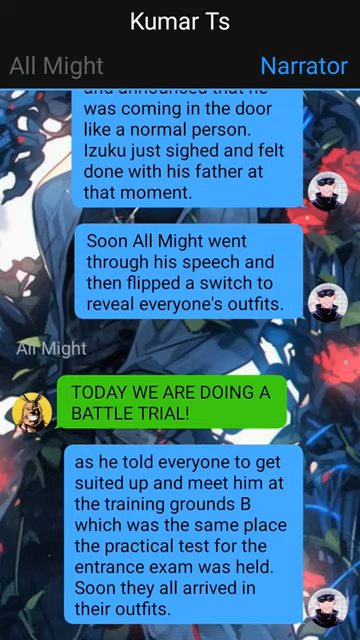 Kumar Ts
All Might
Narrator
and announced that he
was coming in the door
like a normal person.
Izuku just sighed and felt
done with his father at
that moment.
Soon All Might went
through his speech and
then flipped a switch to
reveal everyone's outfits.
All Might
TODAY WE ARE DOING A
BATTLE TRIAL!
as he told everyone to get
suited up and meet him at
the training grounds B
which was the same place
the practical test for the
entrance exam was held.
Soon they all arrived in
their outfits.